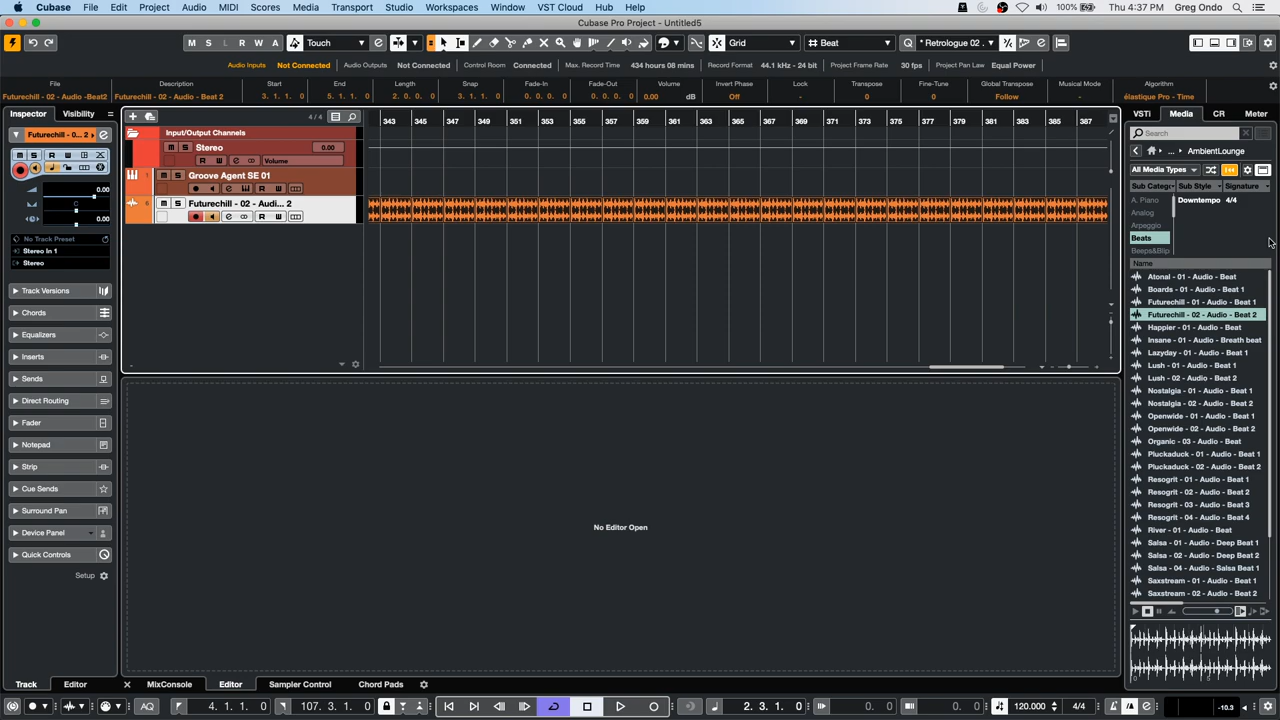 Cubase File Edit Project Audio MIDI Scores Media Transport Studio Workspaces Window VST Cloud Hub Help 100% Thu 4:37 PM Greg Ondo
Cubase Pro Project - Untitled5
M S L R W A Touch Grid Beat Q * Retrologue 02 . *
Audio Inputs Not Connected Audio Outputs Not Connected Control Room Connected Max. Record Time 434 hours 08 mins Record Format 44.1 kHz - 24 bit Project Frame Rate 30 fps Project Pan Law Equal Power
File Description Start End Length Snap Fade-In Fade-Out Volume Invert Phase Lock Transpose Fine-Tune Global Transpose Musical Mode Algorithm
Futurechill - 02 - Audio -Beat2 Futurechill - 02 - Audio - Beat 2 3. 1. 1. 0 5. 1. 1. 0 2. 0. 0. 0 3. 1. 1. 0 0. 0. 0. 0 0. 0. 0. 0 0.00 dB Off - 0 0 Follow - élastique Pro - Time
Inspector Visibility
Futurechill - 0... 2
M S R W
0.00
C
0.00
No Track Preset
Stereo In 1
Stereo
Track Versions
Chords
Equalizers
Inserts
Sends
Direct Routing
Fader
Notepad
Strip
Cue Sends
Surround Pan
Device Panel
Quick Controls
Setup
4 / 4
343 345 347 349 351 353 355 357 359 361 363 365 367 369 371 373 375 377 379 381 383 385 387
Input/Output Channels
M S Stereo 0.00
R W e Volume
1 Groove Agent SE 01
e R W
6 M S Futurechill - 02 - Audi... 2
e R W
No Editor Open
VSTi Media CR Meter
Search
... AmbientLounge
All Media Types
Sub Categ Sub Style Signature
A. Piano Downtempo 4/4
Analog
Arpeggio
Beats
Beeps&Blip
Name
Atonal - 01 - Audio - Beat
Boards - 01 - Audio - Beat 1
Futurechill - 01 - Audio - Beat 1
Futurechill - 02 - Audio - Beat 2
Happier - 01 - Audio - Beat
Insane - 01 - Audio - Breath beat
Lazyday - 01 - Audio - Beat 1
Lush - 01 - Audio - Beat 1
Lush - 02 - Audio - Beat 2
Nostalgia - 01 - Audio - Beat 1
Nostalgia - 02 - Audio - Beat 2
Openwide - 01 - Audio - Beat 1
Openwide - 02 - Audio - Beat 2
Organic - 03 - Audio - Beat
Pluckaduck - 01 - Audio - Beat 1
Pluckaduck - 02 - Audio - Beat 2
Resogrit - 01 - Audio - Beat 1
Resogrit - 02 - Audio - Beat 2
Resogrit - 03 - Audio - Beat 3
Resogrit - 04 - Audio - Beat 4
River - 01 - Audio - Beat
Salsa - 01 - Audio - Deep Beat 1
Salsa - 02 - Audio - Deep Beat 2
Salsa - 04 - Audio - Salsa Beat 1
Saxstream - 01 - Audio - Beat 1
Saxstream - 02 - Audio - Beat 2
Track Editor MixConsole Editor Sampler Control Chord Pads
AQ 4. 1. 1. 0 107. 3. 1. 0 2. 3. 1. 0 0. 0. 0. 0 120.000 4/4 -10.3